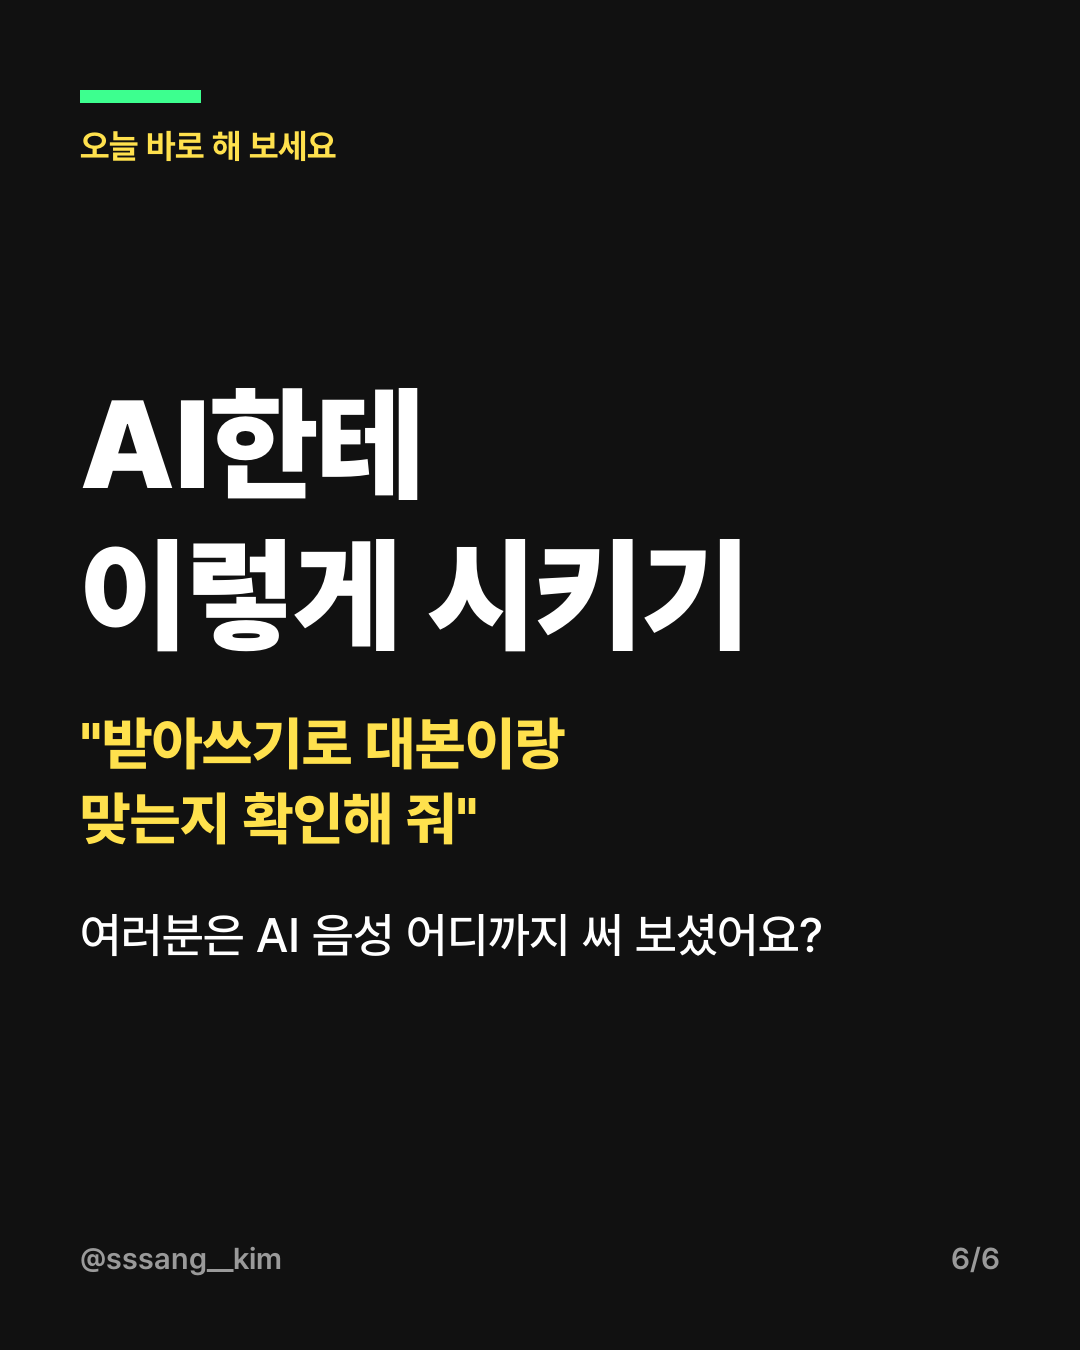 오늘 바로 해 보세요
AI한테
이렇게 시키기
"받아쓰기로 대본이랑
맞는지 확인해 줘"
여러분은 AI 음성 어디까지 써 보셨어요?
@sssang__kim
6/6